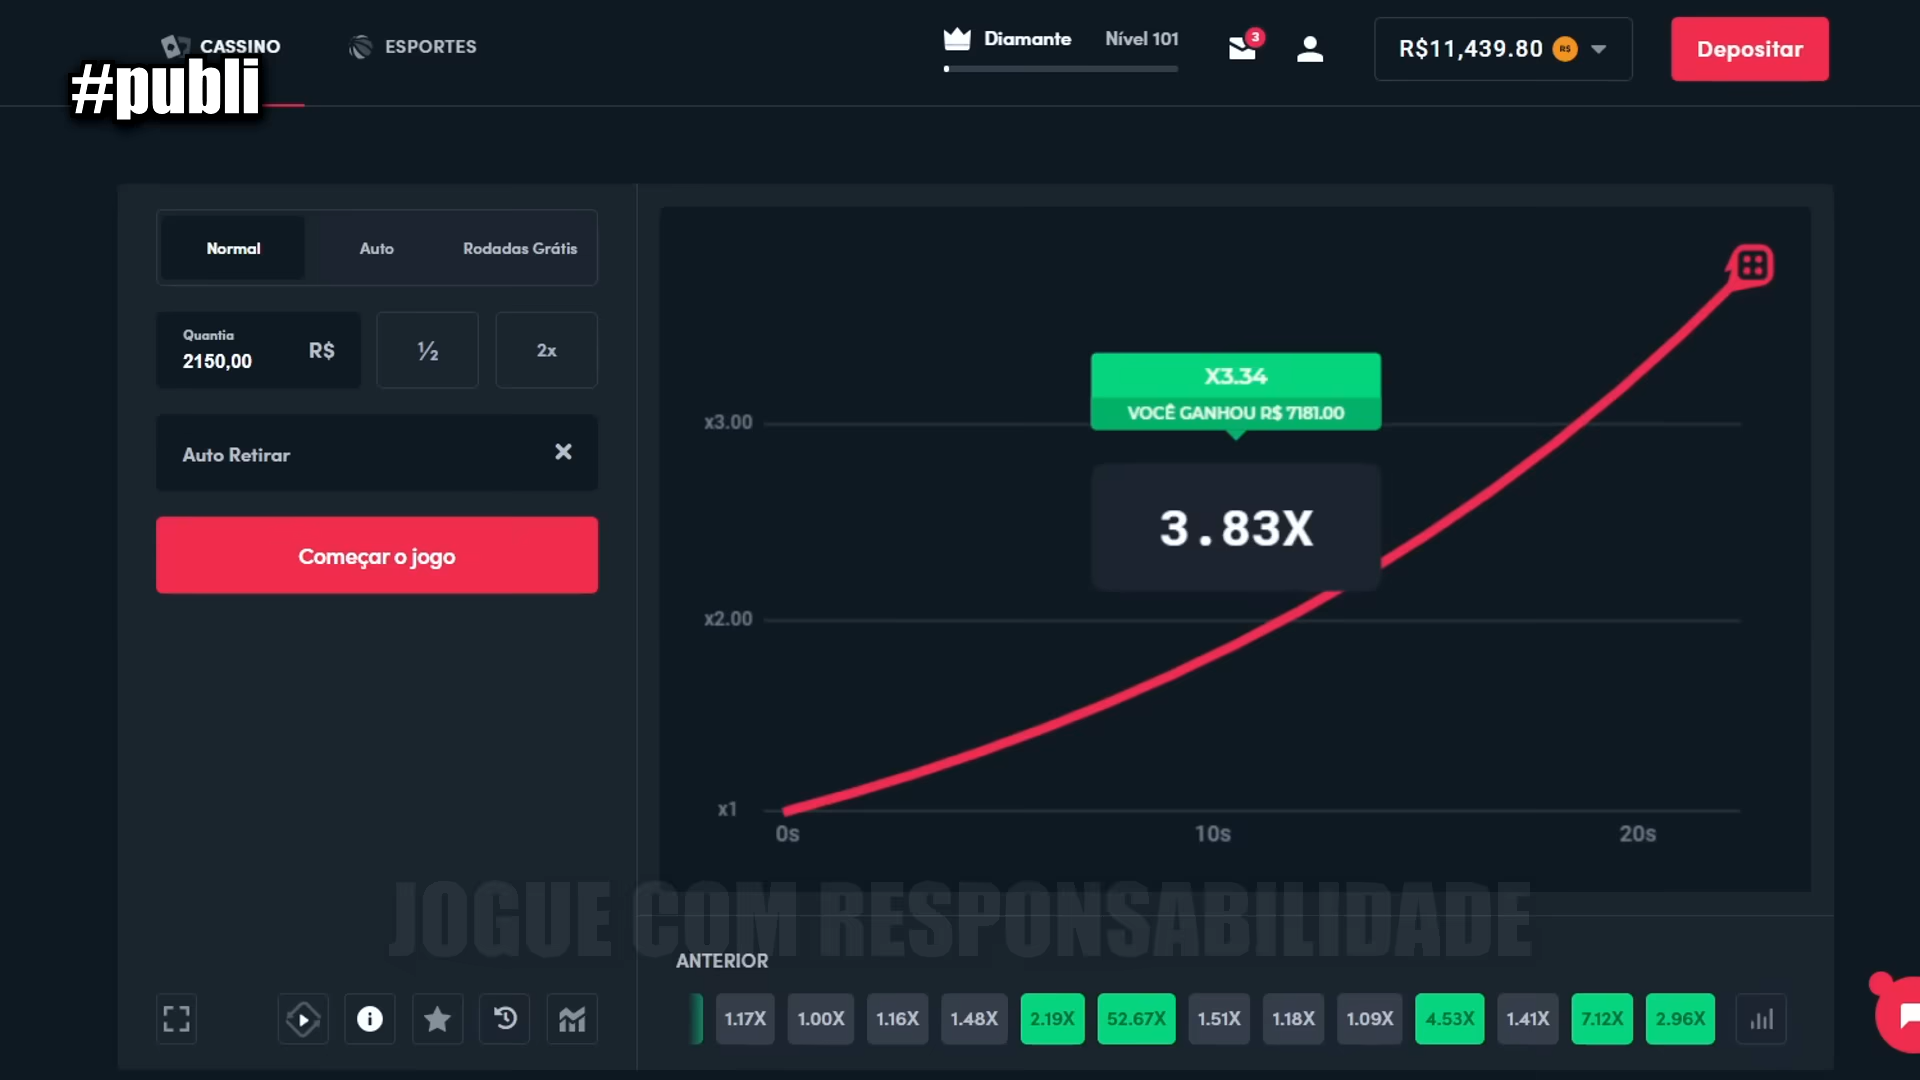 CASSINO
ESPORTES
Diamante
Nível 101
3
R$11,439.80
R$
Depositar
#publi
Normal
Auto
Rodadas Grátis
Quantia
2150,00
R$
½
2x
Auto Retirar
Começar o jogo
X3.34
VOCÊ GANHOU R$ 7181.00
3.83X
x3.00
x2.00
x1
0s
10s
20s
JOGUE COM RESPONSABILIDADE
ANTERIOR
1.17X
1.00X
1.16X
1.48X
2.19X
52.67X
1.51X
1.18X
1.09X
4.53X
1.41X
7.12X
2.96X